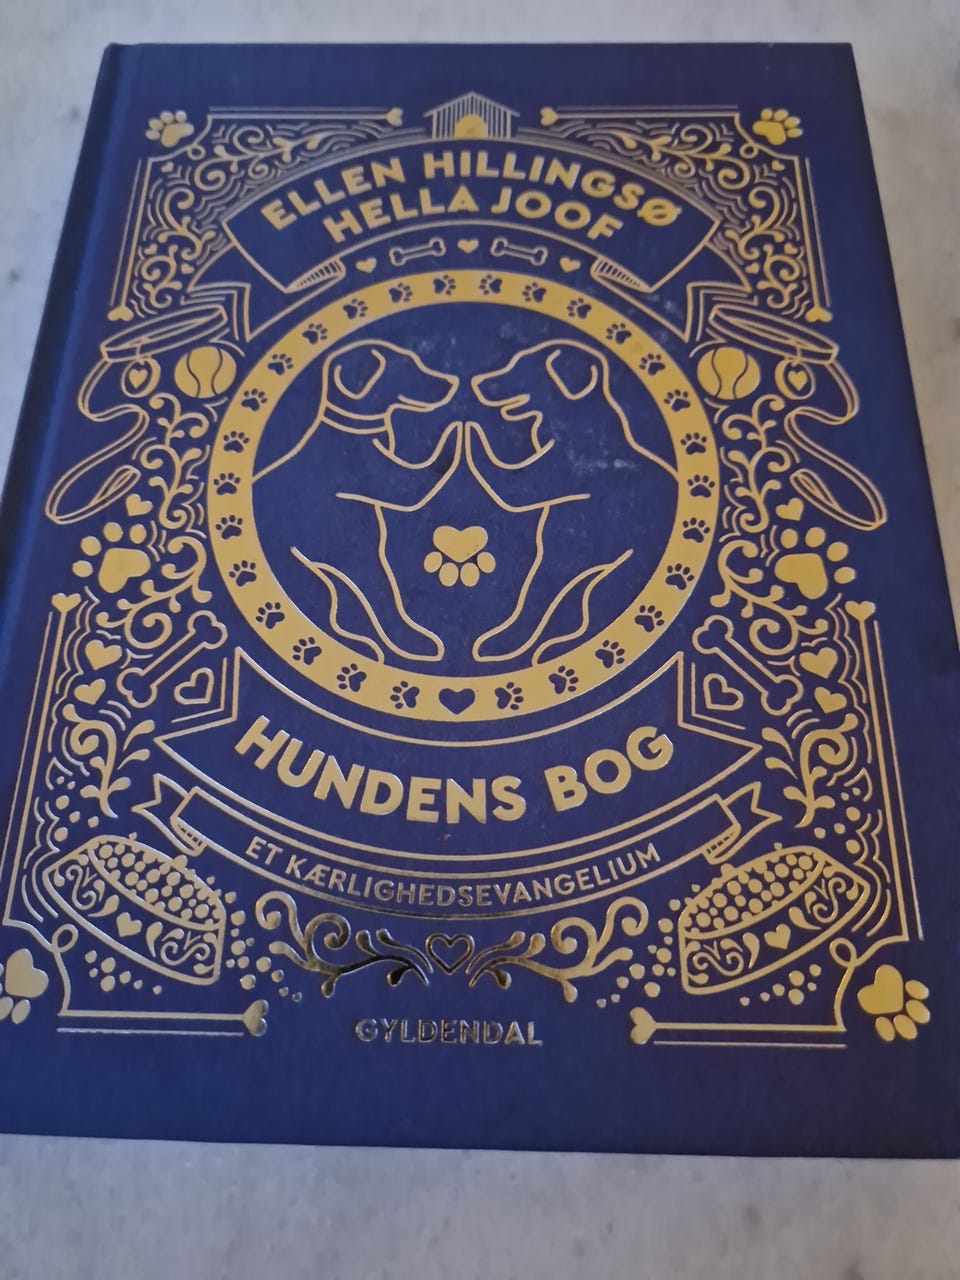 ELLEN HILLINGSØ
HELLA JOOF
HUNDENS BOG
ET KÆRLIGHEDSEVANGELIUM
GYLDENDAL